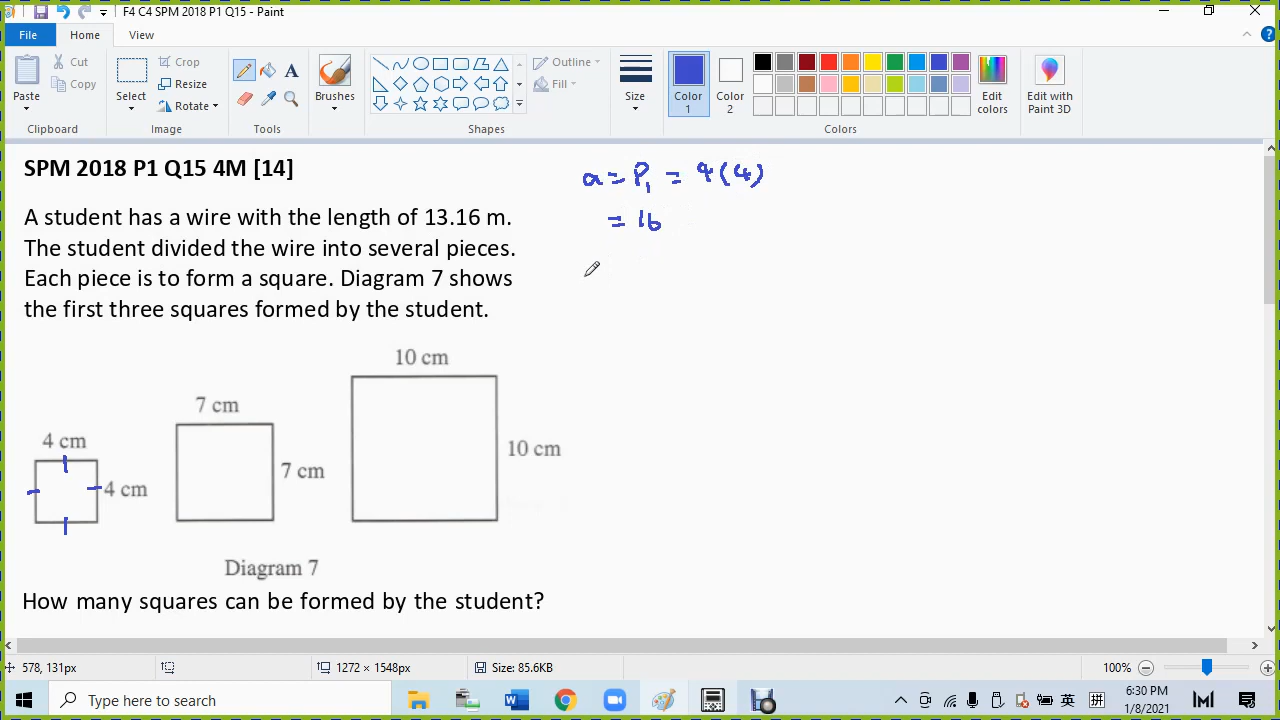 F4 C4 SPM 2018 P1 Q15 - Paint
File Home View
Paste Cut Copy Clipboard
Select Crop Resize Rotate Image
Tools
Brushes
Outline Fill Shapes
Size
Color 1 Color 2 Edit colors Colors
Edit with Paint 3D
SPM 2018 P1 Q15 4M [14]
A student has a wire with the length of 13.16 m.
The student divided the wire into several pieces.
Each piece is to form a square. Diagram 7 shows
the first three squares formed by the student.
a = P₁ = 4(4)
= 16
10 cm
7 cm
4 cm
10 cm
7 cm
4 cm
Diagram 7
How many squares can be formed by the student?
578, 131px 1272 × 1548px Size: 85.6KB 100%
Type here to search 英 拼 6:30 PM
1/8/2021